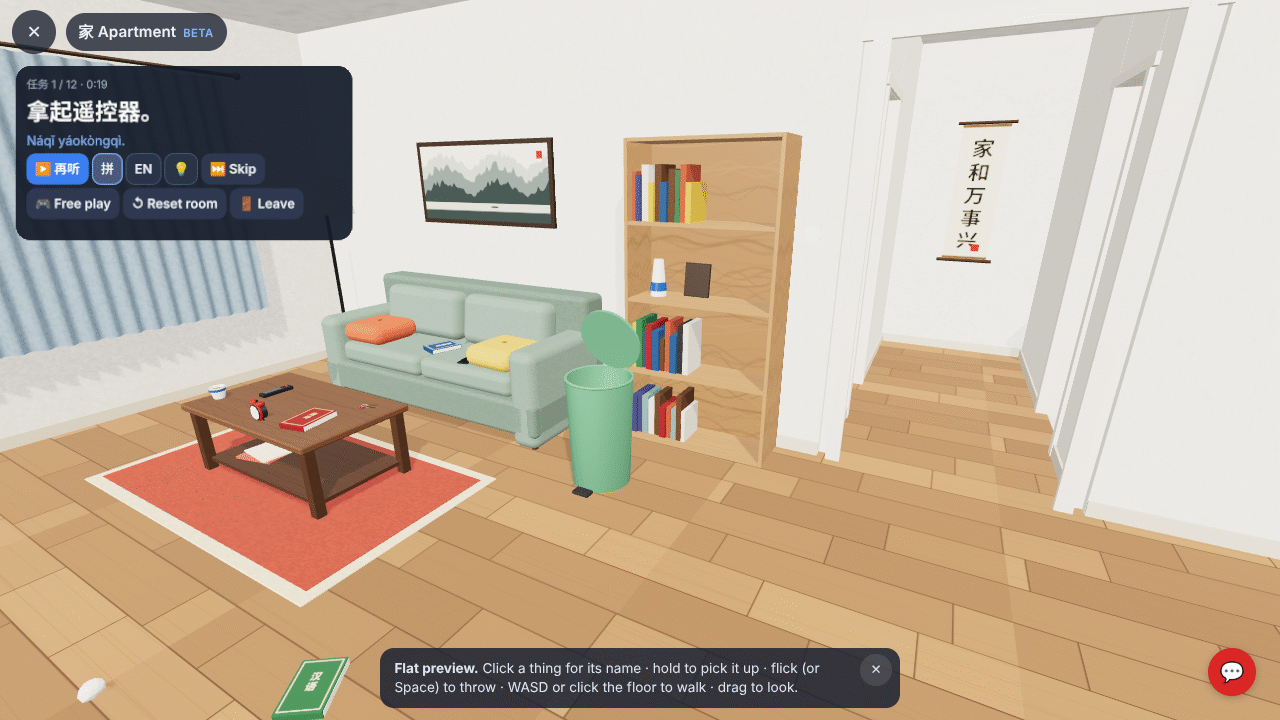 家 Apartment BETA
任务 1 / 12 · 0:19
拿起遥控器。
Náqǐ yáokòngqì.
再听 拼 EN Skip
Free play Reset room Leave
家和万事兴
汉语
Flat preview. Click a thing for its name · hold to pick it up · flick (or
Space) to throw · WASD or click the floor to walk · drag to look.